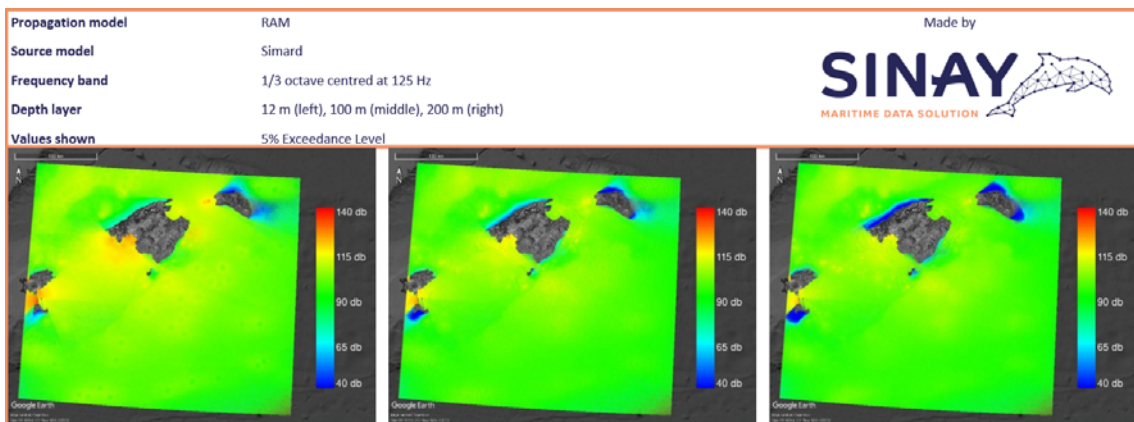 Propagation model RAM
Source model Simard
Frequency band 1/3 octave centred at 125 Hz
Depth layer 12 m (left), 100 m (middle), 200 m (right)
Values shown 5% Exceedance Level
Made by
SINAY
MARITIME DATA SOLUTION
N
140 db
115 db
90 db
65 db
40 db
Google Earth
N
140 db
115 db
90 db
65 db
40 db
Google Earth
N
140 db
115 db
90 db
65 db
40 db
Google Earth